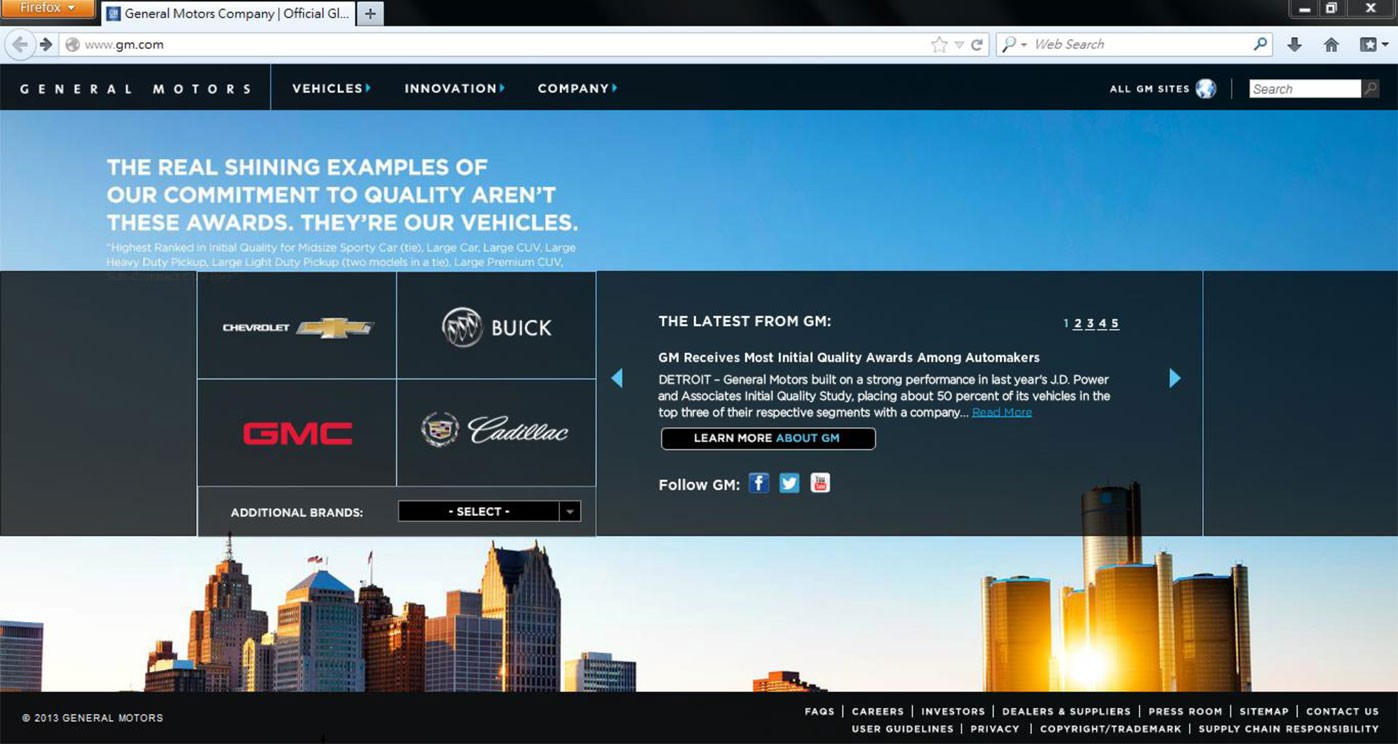 Firefox
General Motors Company | Official Gl...
www.gm.com
Web Search
GENERAL MOTORS
VEHICLES
INNOVATION
COMPANY
ALL GM SITES
Search
THE REAL SHINING EXAMPLES OF
OUR COMMITMENT TO QUALITY AREN'T
THESE AWARDS. THEY'RE OUR VEHICLES.
"Highest Ranked in Initial Quality for Midsize Sporty Car (tie), Large Car, Large CUV, Large
Heavy Duty Pickup, Large Light Duty Pickup (two models in a tie), Large Premium CUV,
CHEVROLET
BUICK
GMC
Cadillac
ADDITIONAL BRANDS:
- SELECT -
THE LATEST FROM GM:
1 2 3 4 5
GM Receives Most Initial Quality Awards Among Automakers
DETROIT – General Motors built on a strong performance in last year's J.D. Power
and Associates Initial Quality Study, placing about 50 percent of its vehicles in the
top three of their respective segments with a company... Read More
LEARN MORE ABOUT GM
Follow GM:
You Tube
© 2013 GENERAL MOTORS
FAQS | CAREERS | INVESTORS | DEALERS & SUPPLIERS | PRESS ROOM | SITEMAP | CONTACT US
USER GUIDELINES | PRIVACY | COPYRIGHT/TRADEMARK | SUPPLY CHAIN RESPONSIBILITY